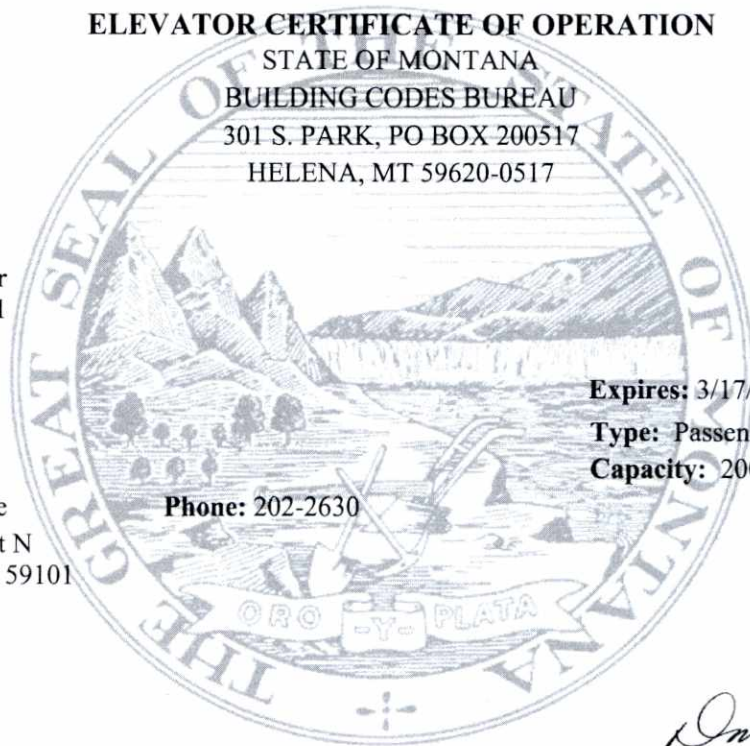 ELEVATOR CERTIFICATE OF OPERATION
STATE OF MONTANA
BUILDING CODES BUREAU
301 S. PARK, PO BOX 200517
HELENA, MT 59620-0517
THE GREAT SEAL OF THE STATE OF MONTANA
Expires: 3/17/
Type: Passen
Capacity: 200
Phone: 202-2630
t N
59101
ORO -Y- PLATA